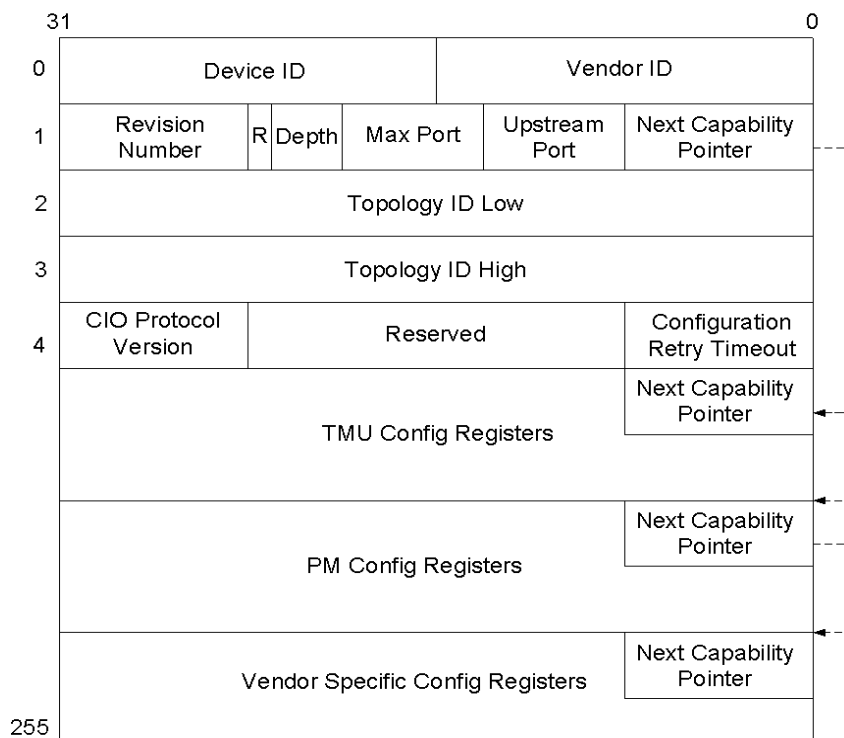 31 0
0 Device ID Vendor ID
1 Revision Number R Depth Max Port Upstream Port Next Capability Pointer
2 Topology ID Low
3 Topology ID High
4 CIO Protocol Version Reserved Configuration Retry Timeout
TMU Config Registers
Next Capability
Pointer
PM Config Registers
Next Capability
Pointer
Vendor Specific Config Registers
Next Capability
Pointer
255